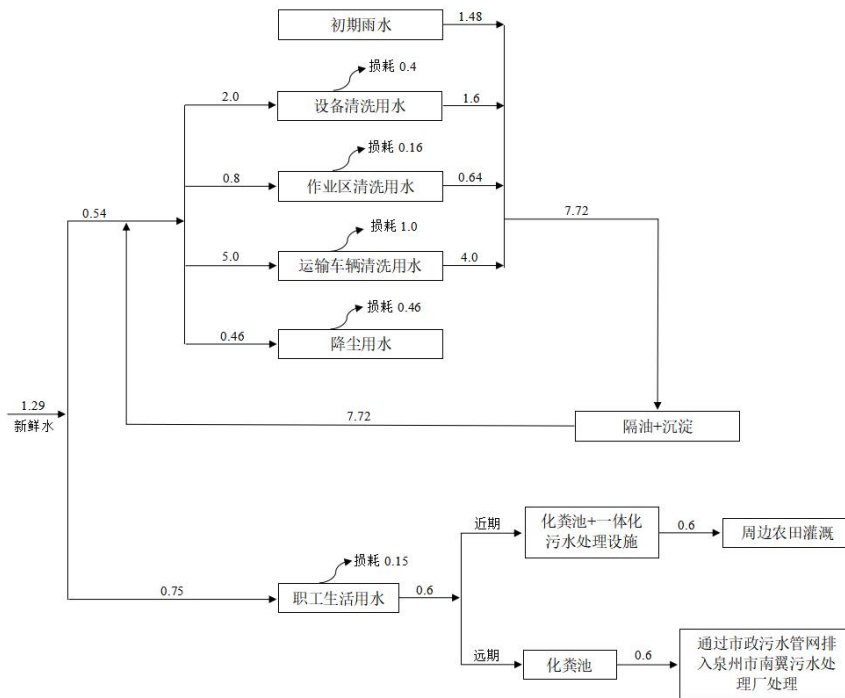 初期雨水
1.48
损耗 0.4
2.0
设备清洗用水
1.6
损耗 0.16
0.8
作业区清洗用水
0.64
0.54
损耗 1.0
7.72
5.0
运输车辆清洗用水
4.0
损耗 0.46
0.46
降尘用水
1.29
新鲜水
7.72
隔油+沉淀
近期
化粪池+一体化
污水处理设施
0.6
周边农田灌溉
损耗 0.15
0.75
职工生活用水
0.6
远期
化粪池
0.6
通过市政污水管网排
入泉州市南翼污水处
理厂处理